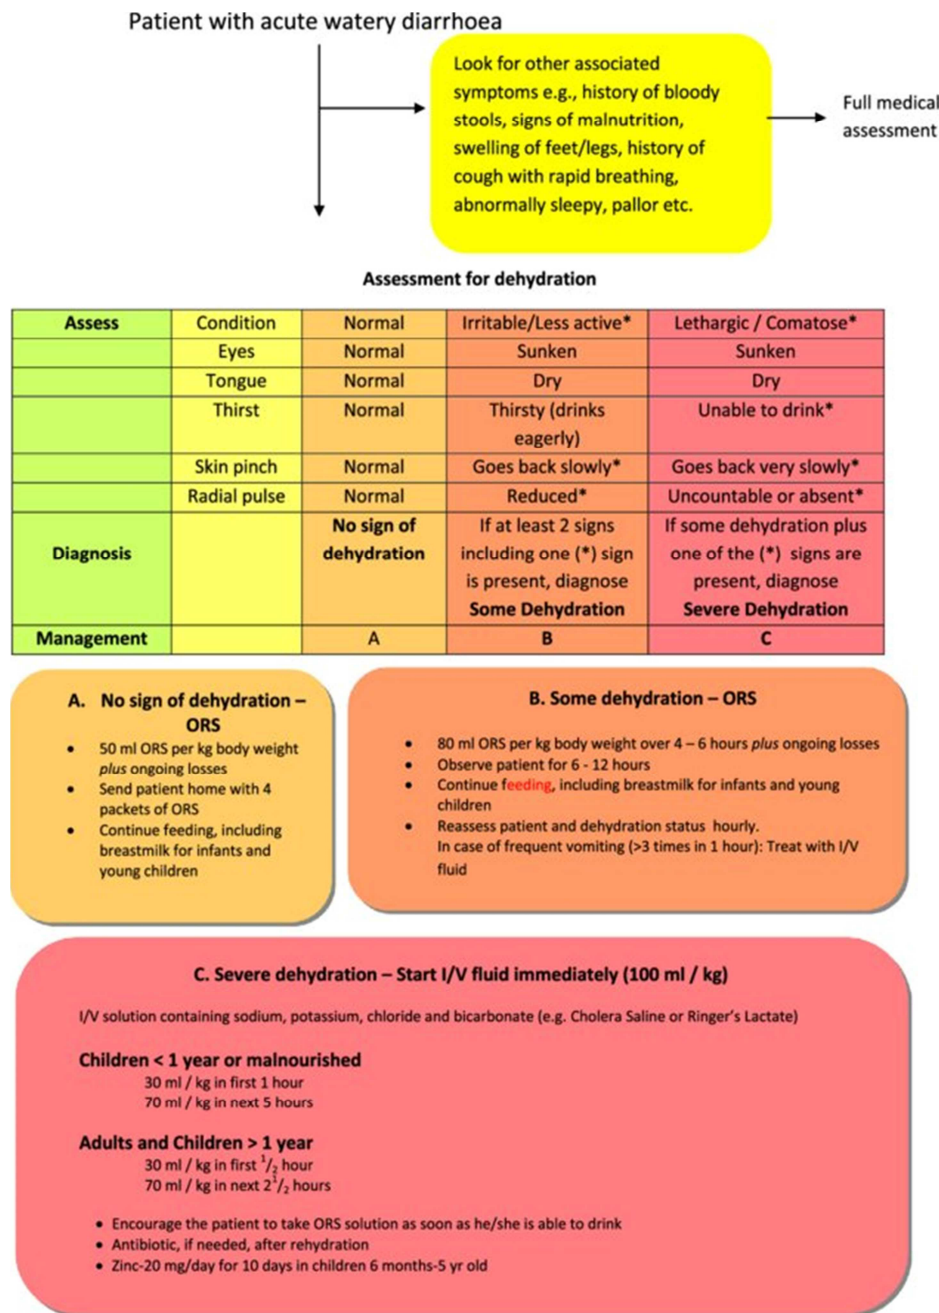 Patient with acute watery diarrhoea
Look for other associated
symptoms e.g., history of bloody
stools, signs of malnutrition,
swelling of feet/legs, history of
cough with rapid breathing,
abnormally sleepy, pallor etc.
Full medical
assessment
Assessment for dehydration
Assess Condition Normal Irritable/Less active* Lethargic / Comatose*
Eyes Normal Sunken Sunken
Tongue Normal Dry Dry
Thirst Normal Thirsty (drinks
eagerly) Unable to drink*
Skin pinch Normal Goes back slowly* Goes back very slowly*
Radial pulse Normal Reduced* Uncountable or absent*
Diagnosis
No sign of
dehydration
If at least 2 signs
including one (*) sign
is present, diagnose
Some Dehydration
If some dehydration plus
one of the (*) signs are
present, diagnose
Severe Dehydration
Management A B C
A. No sign of dehydration –
ORS
• 50 ml ORS per kg body weight
plus ongoing losses
• Send patient home with 4
packets of ORS
• Continue feeding, including
breastmilk for infants and
young children
B. Some dehydration – ORS
• 80 ml ORS per kg body weight over 4 – 6 hours plus ongoing losses
• Observe patient for 6 - 12 hours
• Continue feeding, including breastmilk for infants and young
children
• Reassess patient and dehydration status hourly.
In case of frequent vomiting (>3 times in 1 hour): Treat with I/V
fluid
C. Severe dehydration – Start I/V fluid immediately (100 ml / kg)
I/V solution containing sodium, potassium, chloride and bicarbonate (e.g. Cholera Saline or Ringer's Lactate)
Children < 1 year or malnourished
30 ml / kg in first 1 hour
70 ml / kg in next 5 hours
Adults and Children > 1 year
30 ml / kg in first 1/2 hour
70 ml / kg in next 2 1/2 hours
• Encourage the patient to take ORS solution as soon as he/she is able to drink
• Antibiotic, if needed, after rehydration
• Zinc-20 mg/day for 10 days in children 6 months-5 yr old